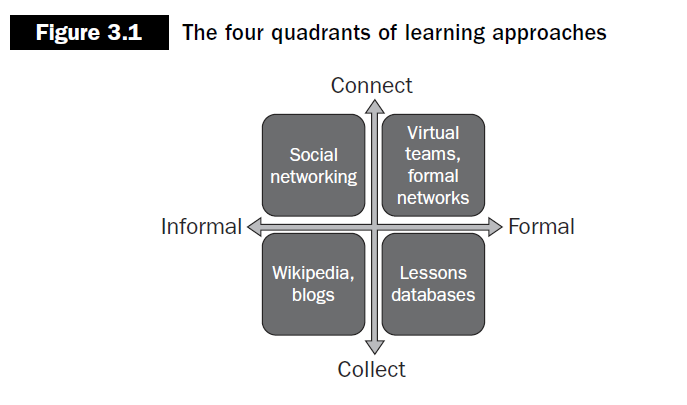 Figure 3.1 The four quadrants of learning approaches
Connect
Social
networking
Virtual
teams,
formal
networks
Informal
Formal
Wikipedia,
blogs
Lessons
databases
Collect